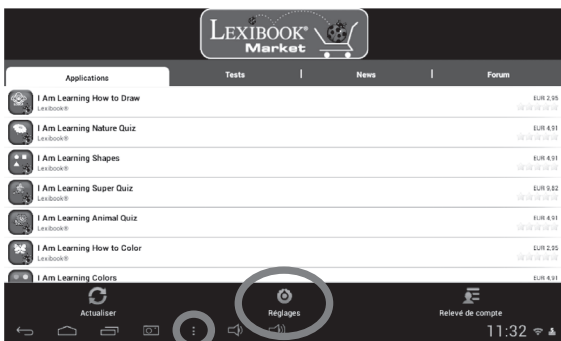 LEXIBOOK®
Market
Applications Tests News Forum
I Am Learning How to Draw EUR 2,95
Lexibook®
I Am Learning Nature Quiz EUR 4,91
Lexibook®
I Am Learning Shapes EUR 4,91
Lexibook®
I Am Learning Super Quiz EUR 9,82
Lexibook®
I Am Learning Animal Quiz EUR 4,91
Lexibook®
I Am Learning How to Color EUR 2,95
Lexibook®
I Am Learning Colors EUR 4,91
Actualiser Réglages Relevé de compte
11:32